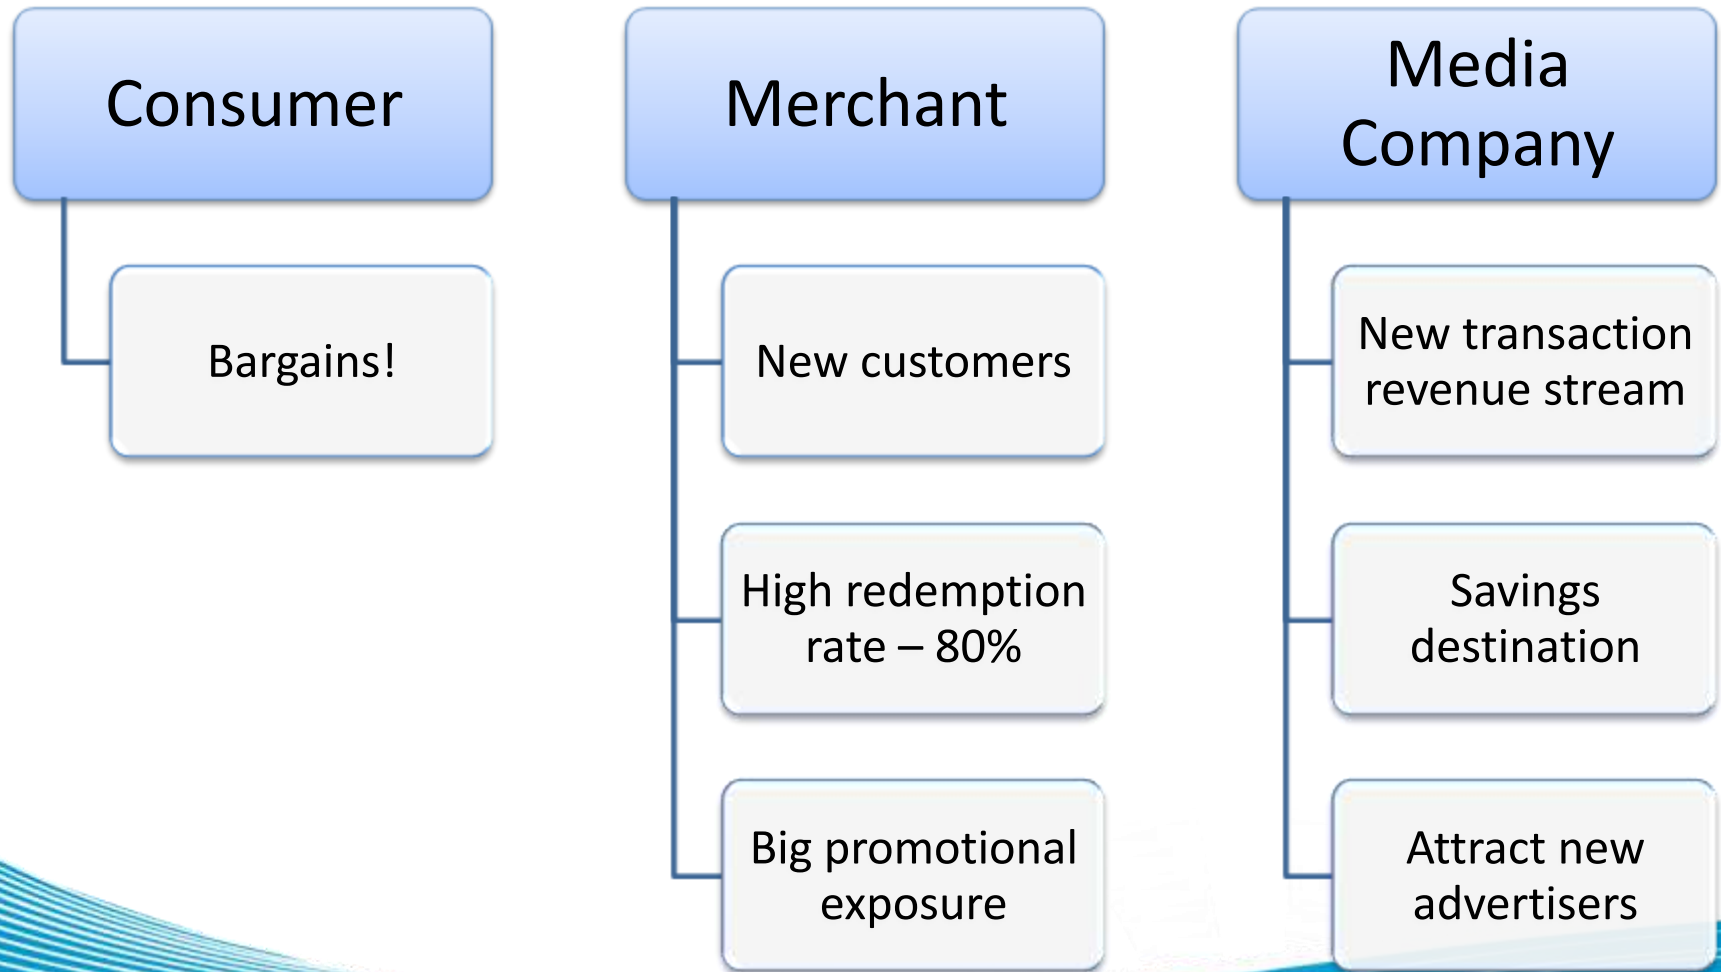 Consumer
Bargains!
Merchant
New customers
High redemption
rate – 80%
Big promotional
exposure
Media
Company
New transaction
revenue stream
Savings
destination
Attract new
advertisers